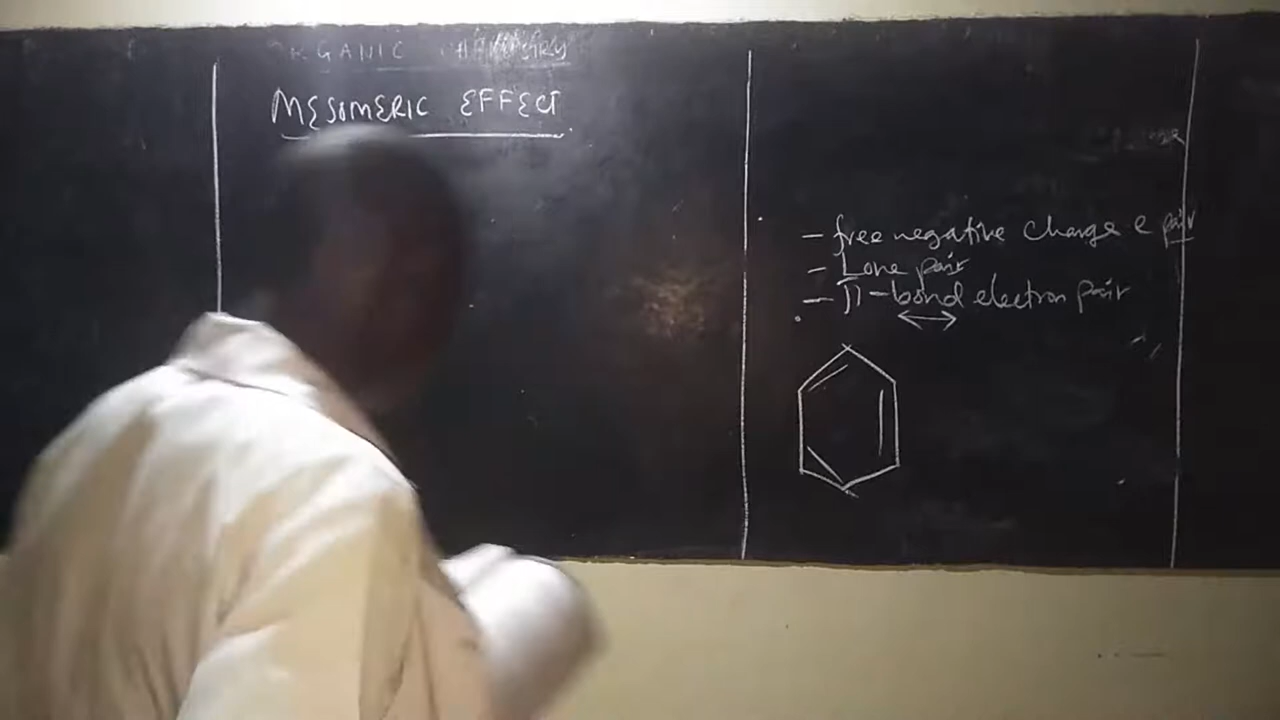 ORGANIC CHEMISTRY
MESOMERIC EFFECT
- free negative charge e pair
- Lone pair
- π-bond electron pair
↔